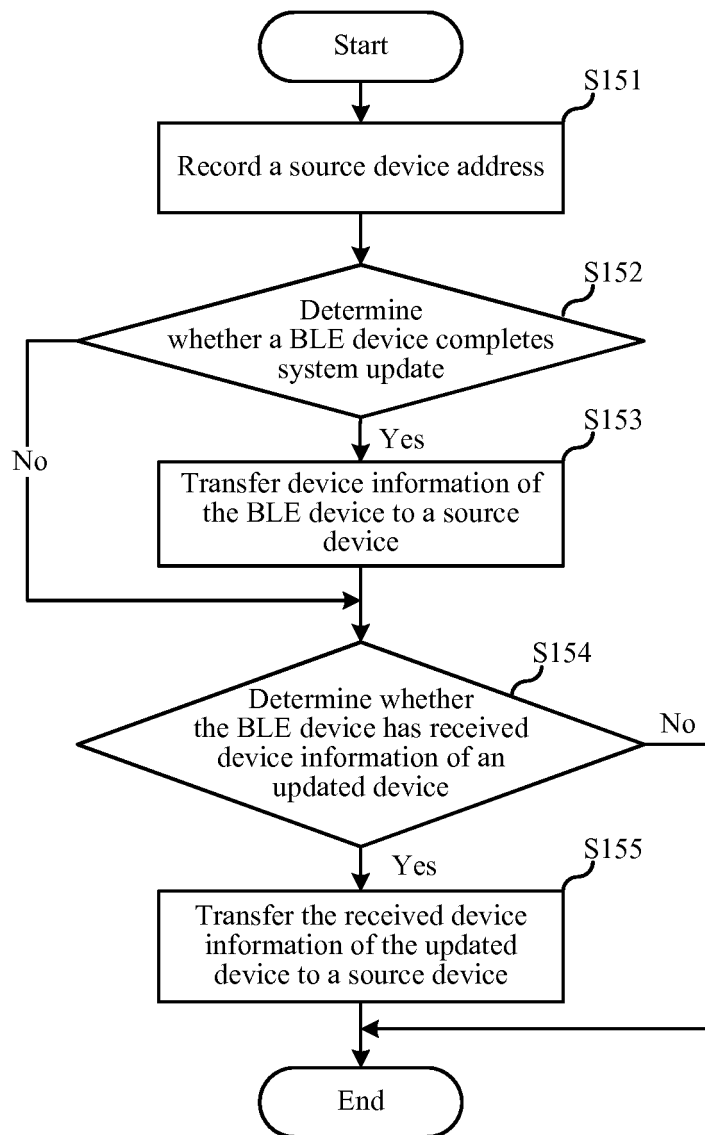 Start
S151
Record a source device address
S152
Determine
whether a BLE device completes
system update
No
Yes
S153
Transfer device information of
the BLE device to a source
device
S154
Determine whether
the BLE device has received
device information of an
updated device
No
Yes
S155
Transfer the received device
information of the updated
device to a source device
End